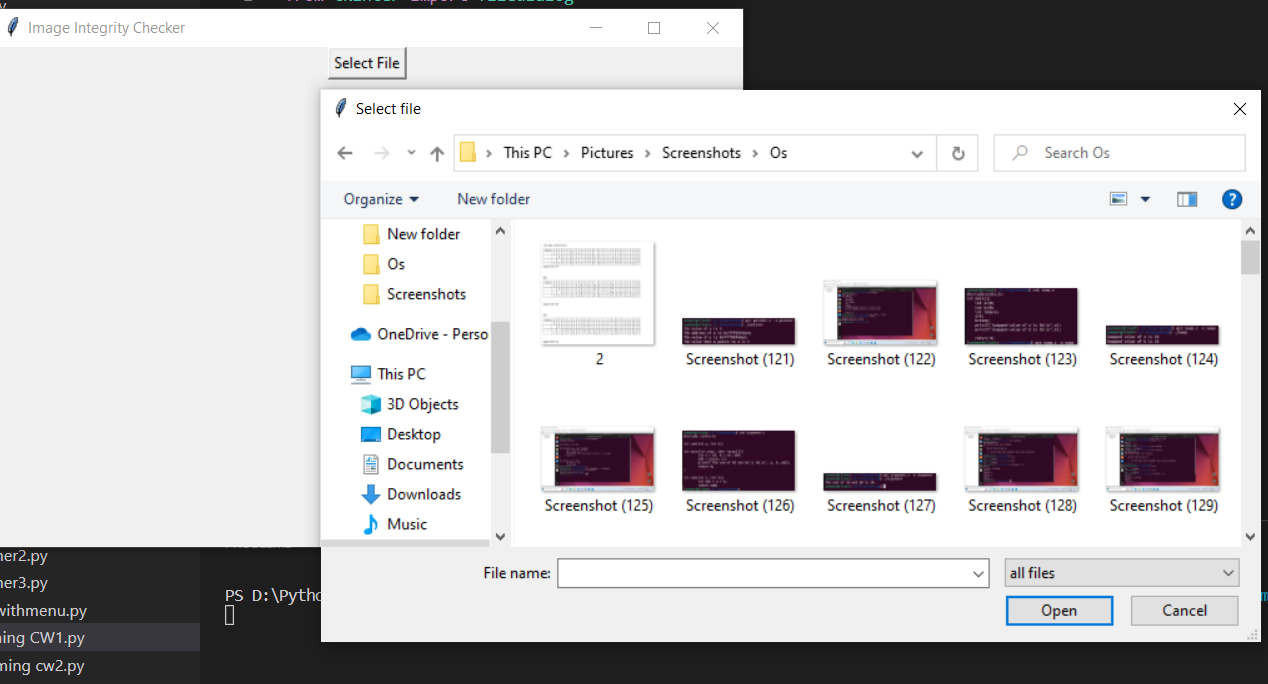 Image Integrity Checker
Select File
Select file
This PC > Pictures > Screenshots > Os
Search Os
Organize
New folder
New folder
Os
Screenshots
OneDrive - Perso
This PC
3D Objects
Desktop
Documents
Downloads
Music
2
Screenshot (121)
Screenshot (122)
Screenshot (123)
Screenshot (124)
Screenshot (125)
Screenshot (126)
Screenshot (127)
Screenshot (128)
Screenshot (129)
File name:
all files
Open
Cancel
ner2.py
ner3.py
withmenu.py
ning CW1.py
ming cw2.py
PS D:\Pytho